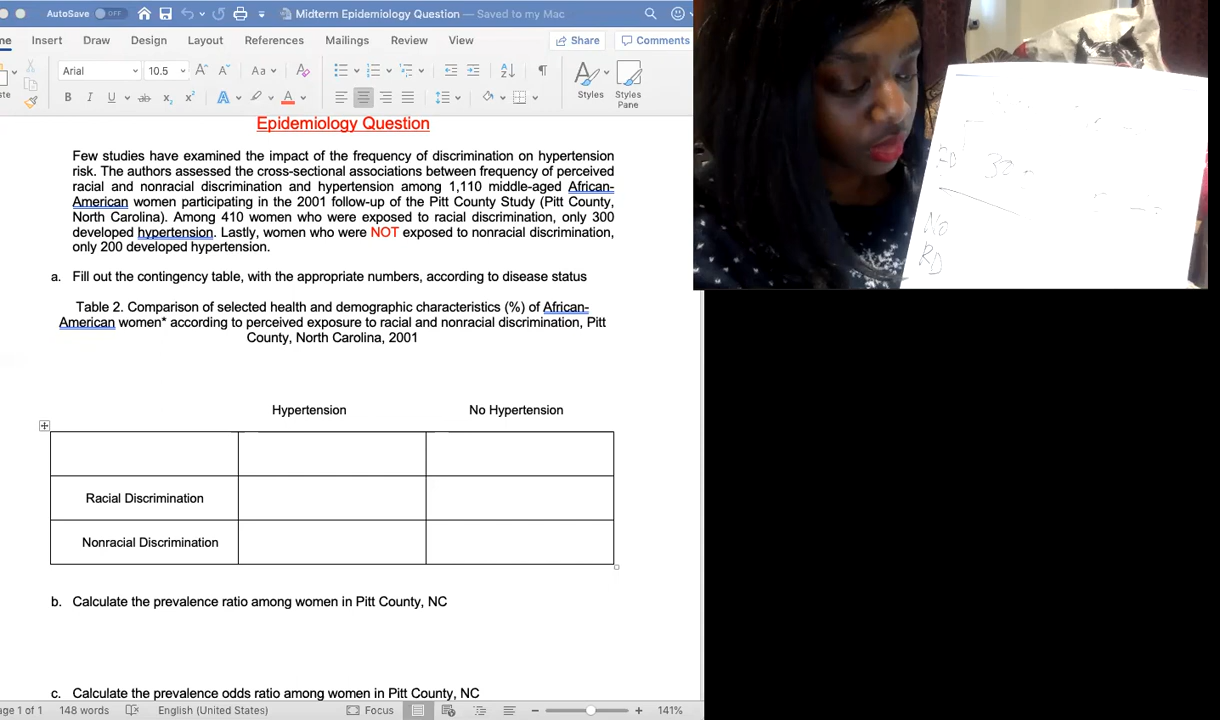 AutoSave OFF Midterm Epidemiology Question — Saved to my Mac
me Insert Draw Design Layout References Mailings Review View Share Comments
ste Arial 10.5 Aa Styles Styles Pane
B I U ab x₂ x² A A
Epidemiology Question
Few studies have examined the impact of the frequency of discrimination on hypertension
risk. The authors assessed the cross-sectional associations between frequency of perceived
racial and nonracial discrimination and hypertension among 1,110 middle-aged African-
American women participating in the 2001 follow-up of the Pitt County Study (Pitt County,
North Carolina). Among 410 women who were exposed to racial discrimination, only 300
developed hypertension. Lastly, women who were NOT exposed to nonracial discrimination,
only 200 developed hypertension.
a. Fill out the contingency table, with the appropriate numbers, according to disease status
Table 2. Comparison of selected health and demographic characteristics (%) of African-
American women* according to perceived exposure to racial and nonracial discrimination, Pitt
County, North Carolina, 2001
Hypertension No Hypertension
Racial Discrimination
Nonracial Discrimination
b. Calculate the prevalence ratio among women in Pitt County, NC
c. Calculate the prevalence odds ratio among women in Pitt County, NC
age 1 of 1 148 words English (United States) Focus 141%
No
RD